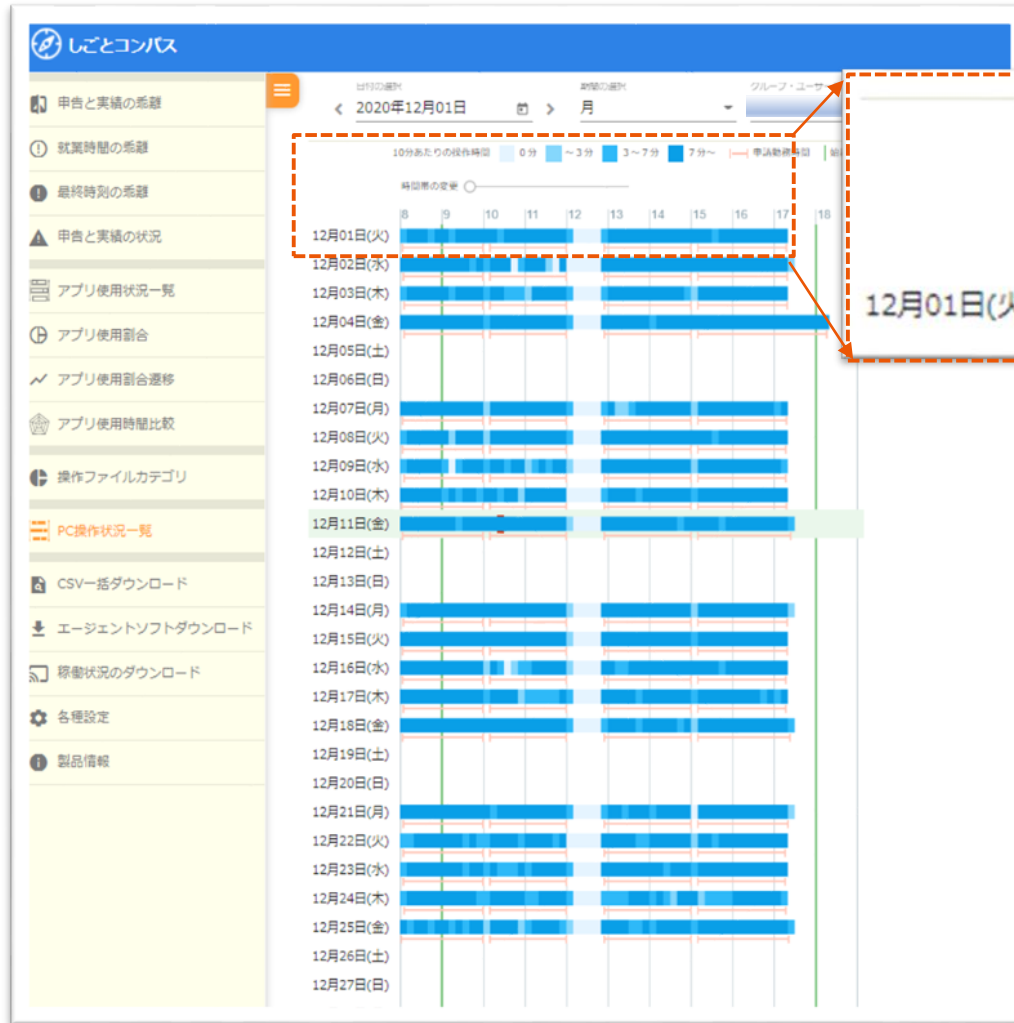 しごとコンパス
申告と実績の乖離
就業時間の乖離
最終時刻の乖離
申告と実績の状況
アプリ使用状況一覧
アプリ使用割合
アプリ使用割合遷移
アプリ使用時間比較
操作ファイルカテゴリ
PC操作状況一覧
CSV一括ダウンロード
エージェントソフトダウンロード
稼働状況のダウンロード
各種設定
製品情報
日付の選択 時間の選択 グループ・ユーザー
2020年12月01日 月
10分あたりの操作時間 0分 ～3分 3～7分 7分～ 申請勤務時間
時間帯の変更
8 9 10 11 12 13 14 15 16 17 18
12月01日(火)
12月02日(水)
12月03日(木)
12月04日(金)
12月05日(土)
12月06日(日)
12月07日(月)
12月08日(火)
12月09日(水)
12月10日(木)
12月11日(金)
12月12日(土)
12月13日(日)
12月14日(月)
12月15日(火)
12月16日(水)
12月17日(木)
12月18日(金)
12月19日(土)
12月20日(日)
12月21日(月)
12月22日(火)
12月23日(水)
12月24日(木)
12月25日(金)
12月26日(土)
12月27日(日)
12月01日(火